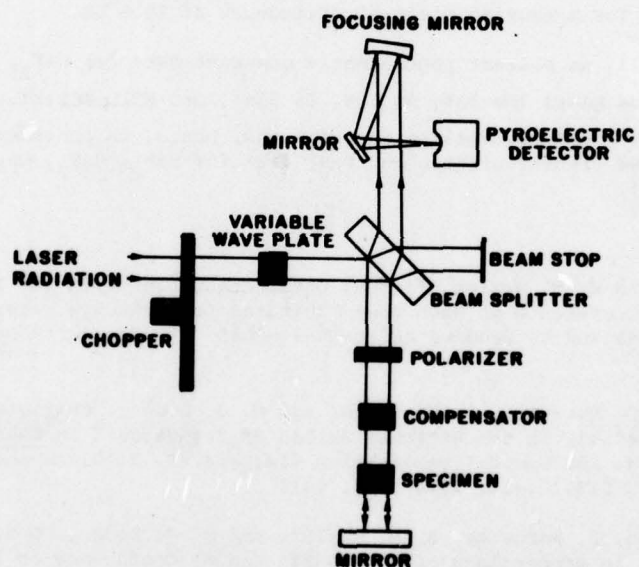 FOCUSING MIRROR
MIRROR
PYROELECTRIC
DETECTOR
VARIABLE
WAVE PLATE
LASER
RADIATION
BEAM STOP
BEAM SPLITTER
CHOPPER
POLARIZER
COMPENSATOR
SPECIMEN
MIRROR